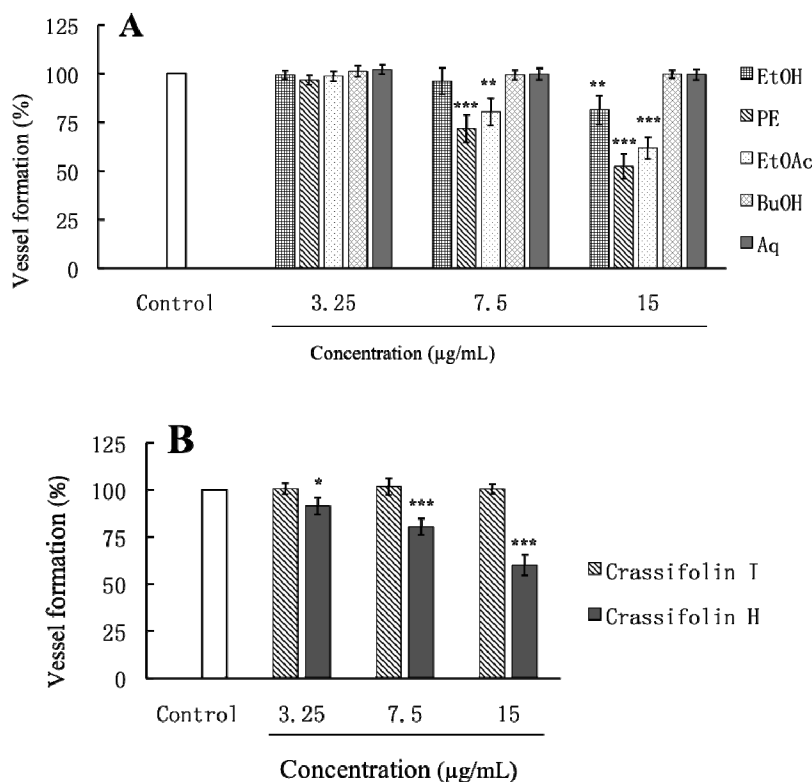 A
Vessel formation (%)
125
100
75
50
25
0
** ** *** *** *** ***
EtOH
PE
EtOAc
BuOH
Aq
Control 3.25 7.5 15
Concentration (µg/mL)
B
Vessel formation (%)
125
100
75
50
25
0
* *** ***
Crassifolin I
Crassifolin H
Control 3.25 7.5 15
Concentration (µg/mL)